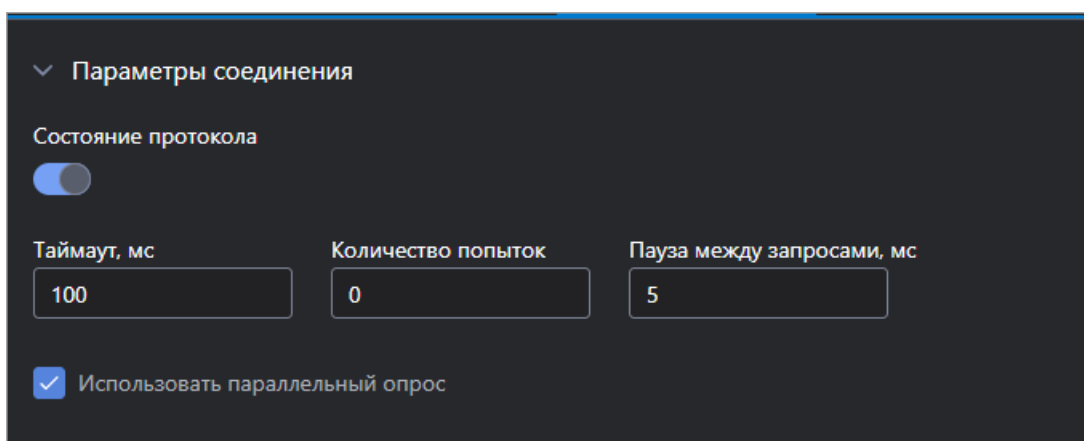 Параметры соединения
Состояние протокола
Таймаут, мс Количество попыток Пауза между запросами, мс
100 0 5
Использовать параллельный опрос